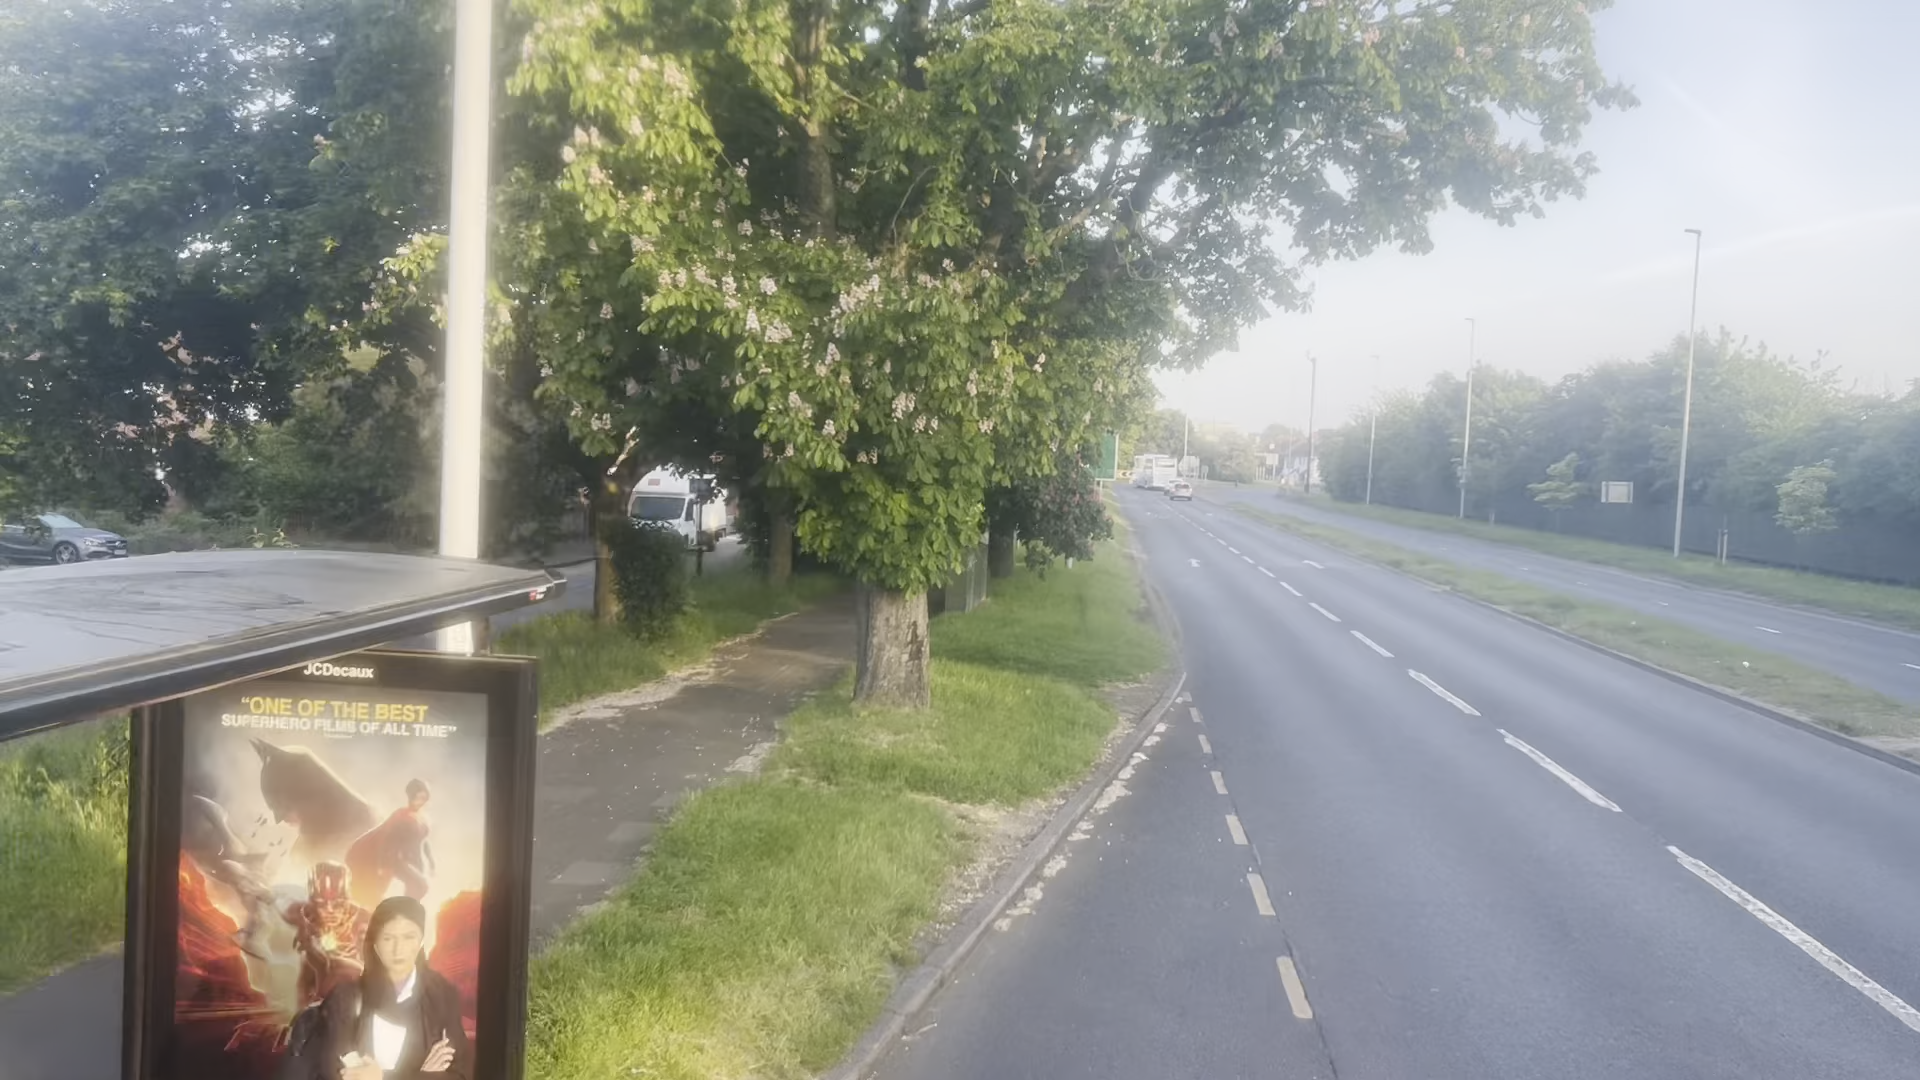 JCDecaux
"ONE OF THE BEST
SUPERHERO FILMS OF ALL TIME"